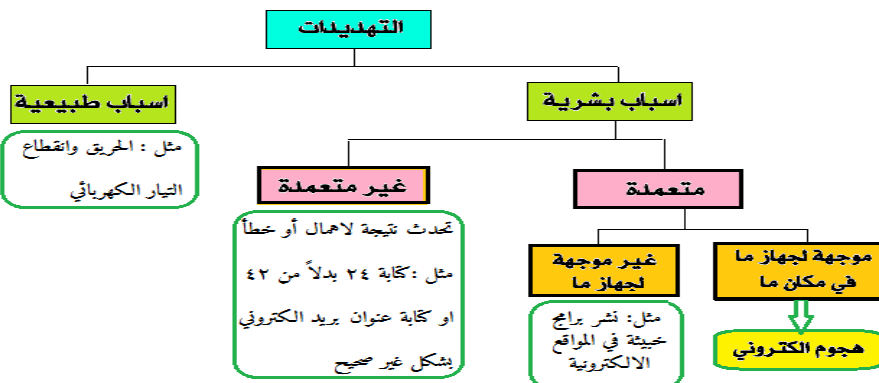 التهديدات
اسباب بشرية
اسباب طبيعية
مثل : الحريق وانقطاع
التيار الكهربائي
متعمدة
غير متعمدة
تحدث نتيجة لاهمال أو خطأ
مثل :كتابة ٢٤ بدلاً من ٤٢
او كتابة عنوان بريد الكتروني
بشكل غير صحيح
موجهة لجهاز ما
في مكان ما
هجوم الكتروني
غير موجهة
لجهاز ما
مثل: نشر برامج
خبيثة في المواقع
الالكترونية